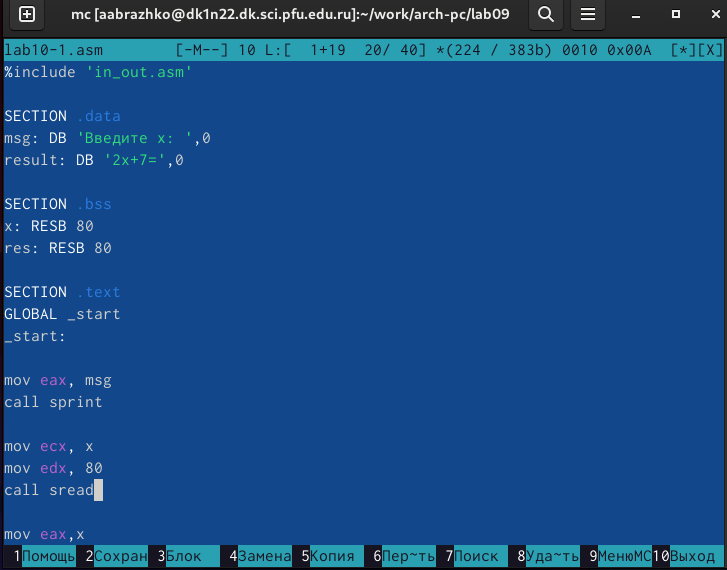 mc [aabrazhko@dk1n22.dk.sci.pfu.edu.ru]:~/work/arch-pc/lab09
lab10-1.asm [-M--] 10 L:[ 1+19 20/ 40] *(224 / 383b) 0010 0x00A [*][X]
%include 'in_out.asm'
SECTION .data
msg: DB 'Введите x: ',0
result: DB '2x+7=',0
SECTION .bss
x: RESB 80
res: RESB 80
SECTION .text
GLOBAL _start
_start:
mov eax, msg
call sprint
mov ecx, x
mov edx, 80
call sread
mov eax,x
1Помощь 2Сохран 3Блок 4Замена 5Копия 6Пер~ть 7Поиск 8Уда~ть 9МенюMC 10Выход